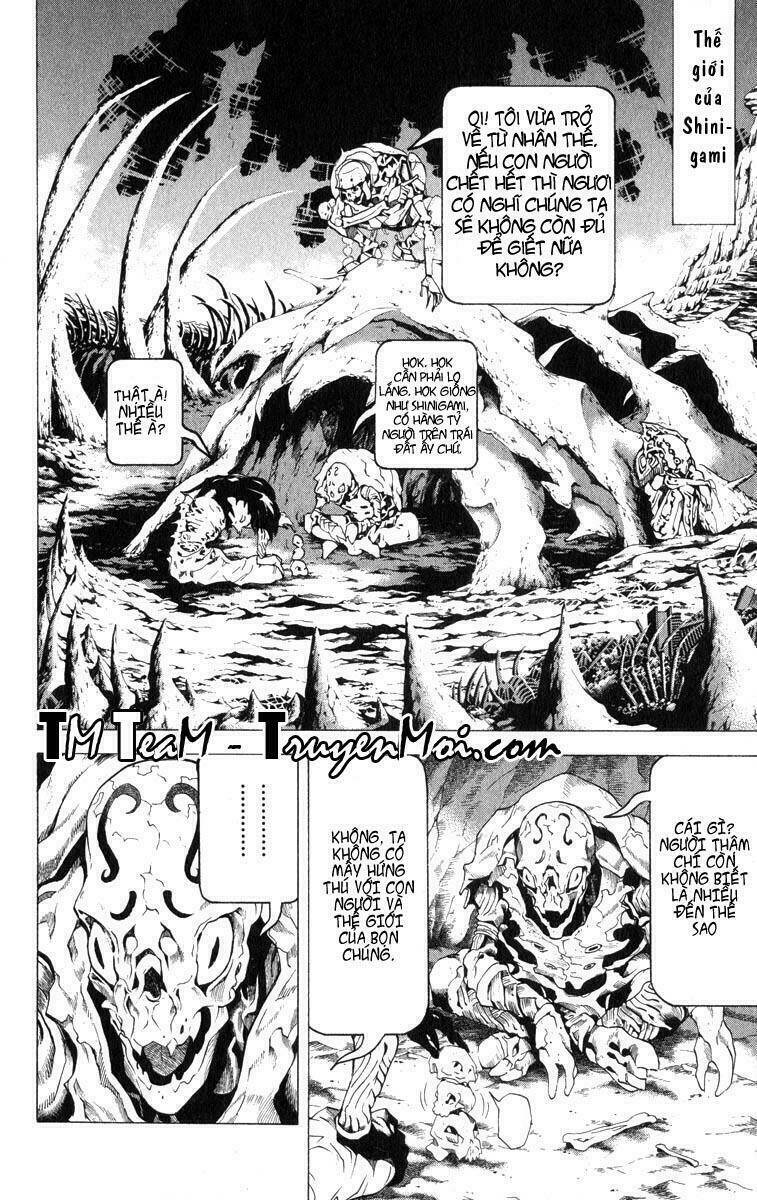 Thế
giới
của
Shini-
gami
QI! TÔI VỪA TRỞ
VỀ TỪ NHÂN THẾ.
NẾU CON NGƯỜI
CHẾT HẾT THÌ NGƯƠI
CÓ NGHĨ CHÚNG TA
SẼ KHÔNG CÒN ĐỦ
ĐỂ GIẾT NỮA
KHÔNG?
HOK. HOK
CẦN PHẢI LO
LẮNG. HOK GIỐNG
NHƯ SHINIGAMI,
CÓ HÀNG TỶ
NGƯỜI TRÊN TRÁI
ĐẤT ẤY CHỨ.
THẬT À!
NHIỀU
THẾ À?
TM TeaM - TruyenMoi.com
CÁI GÌ?
NGƯƠI THẬM
CHÍ CÒN
KHÔNG BIẾT
LÀ NHIỀU
ĐẾN THẾ
SAO
KHÔNG, TA
KHÔNG CÓ
MẤY HỨNG
THÚ VỚI CON
NGƯỜI VÀ
THẾ GIỚI
CỦA BỌN
CHÚNG.